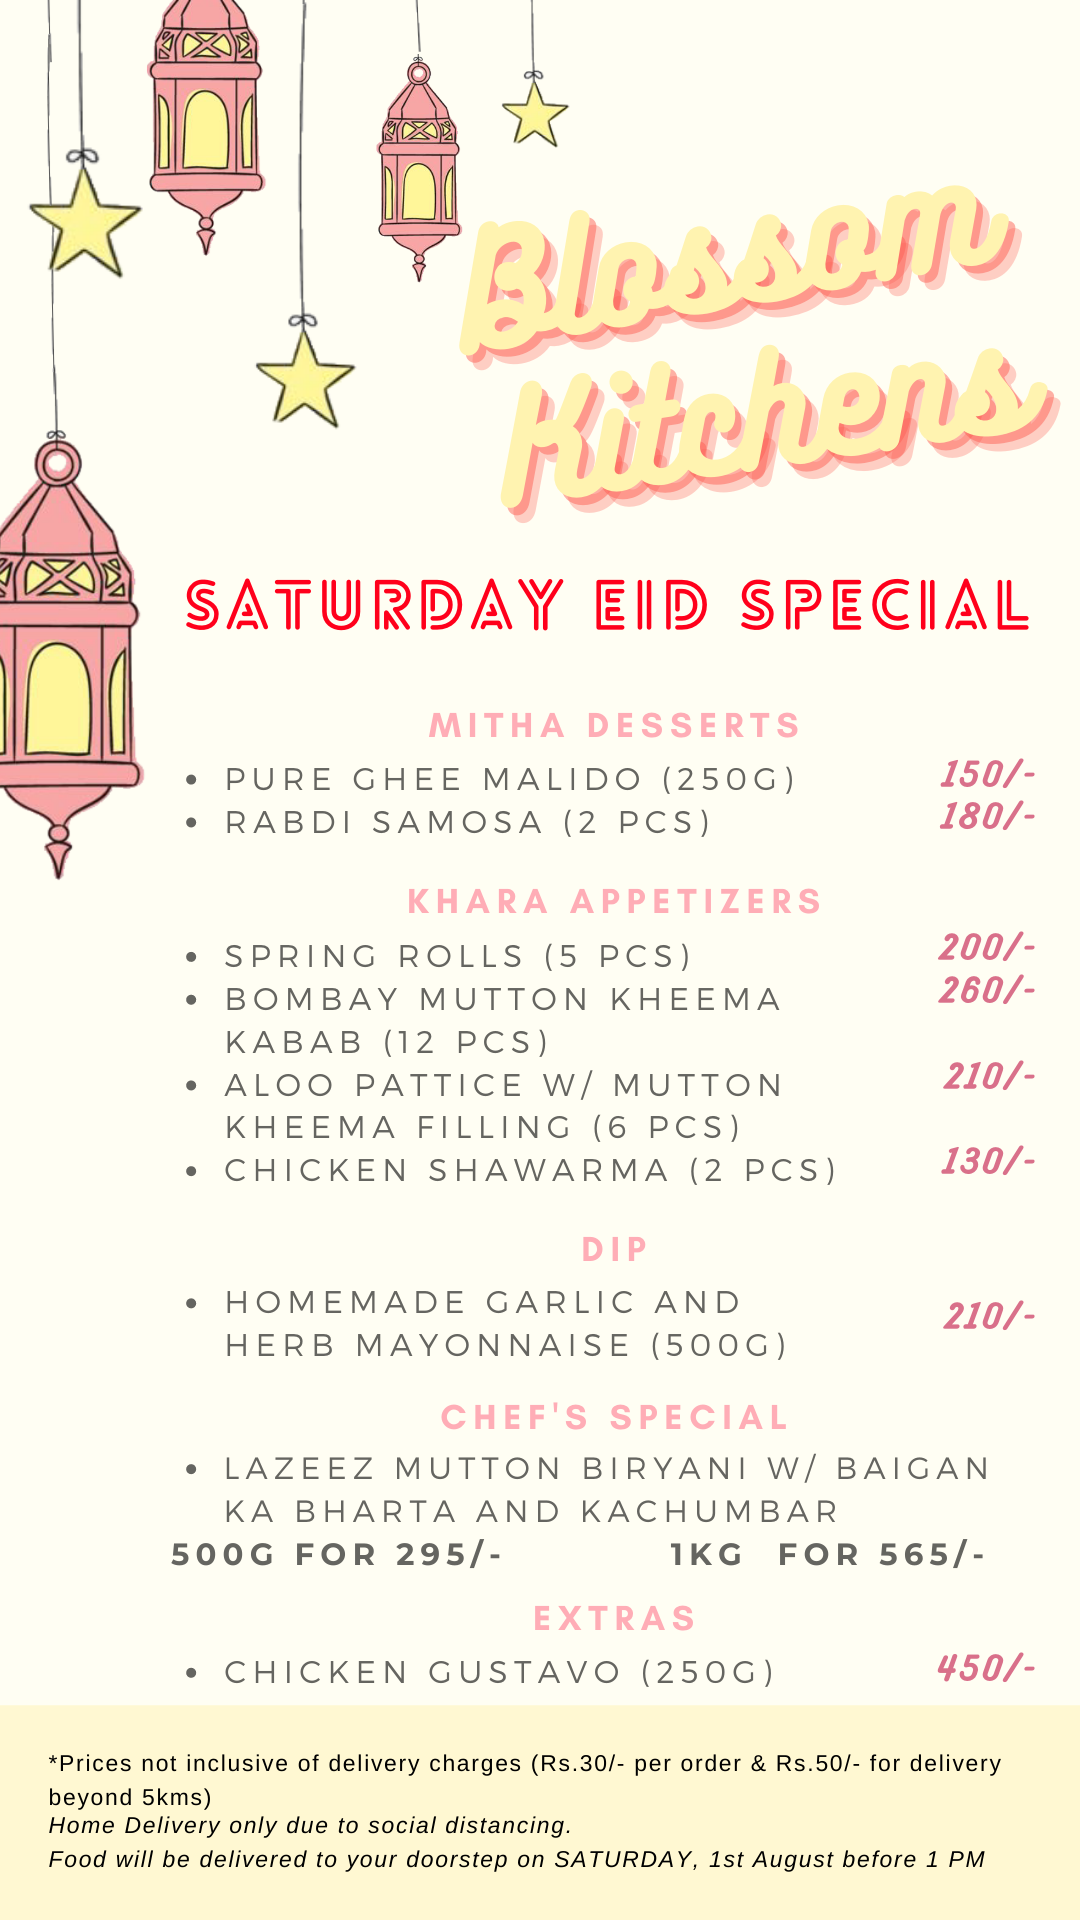 Blossom
Kitchens
SATURDAY EID SPECIAL
MITHA DESSERTS
• PURE GHEE MALIDO (250G) 150/-
• RABDI SAMOSA (2 PCS) 180/-
KHARA APPETIZERS
• SPRING ROLLS (5 PCS) 200/-
• BOMBAY MUTTON KHEEMA 260/-
KABAB (12 PCS)
• ALOO PATTICE W/ MUTTON 210/-
KHEEMA FILLING (6 PCS)
• CHICKEN SHAWARMA (2 PCS) 130/-
DIP
• HOMEMADE GARLIC AND
HERB MAYONNAISE (500G) 210/-
CHEF'S SPECIAL
• LAZEEZ MUTTON BIRYANI W/ BAIGAN
KA BHARTA AND KACHUMBAR
500G FOR 295/- 1KG FOR 565/-
EXTRAS
• CHICKEN GUSTAVO (250G) 450/-
*Prices not inclusive of delivery charges (Rs.30/- per order & Rs.50/- for delivery
beyond 5kms)
Home Delivery only due to social distancing.
Food will be delivered to your doorstep on SATURDAY, 1st August before 1 PM